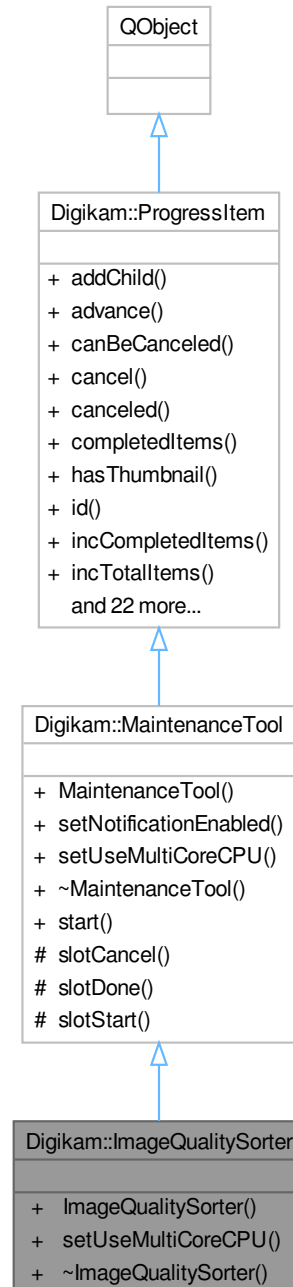 QObject
Digikam::ProgressItem
+ addChild()
+ advance()
+ canBeCanceled()
+ cancel()
+ canceled()
+ completedItems()
+ hasThumbnail()
+ id()
+ incCompletedItems()
+ incTotalItems()
and 22 more...
Digikam::MaintenanceTool
+ MaintenanceTool()
+ setNotificationEnabled()
+ setUseMultiCoreCPU()
+ ~MaintenanceTool()
+ start()
# slotCancel()
# slotDone()
# slotStart()
Digikam::ImageQualitySorter
+ ImageQualitySorter()
+ setUseMultiCoreCPU()
+ ~ImageQualitySorter()